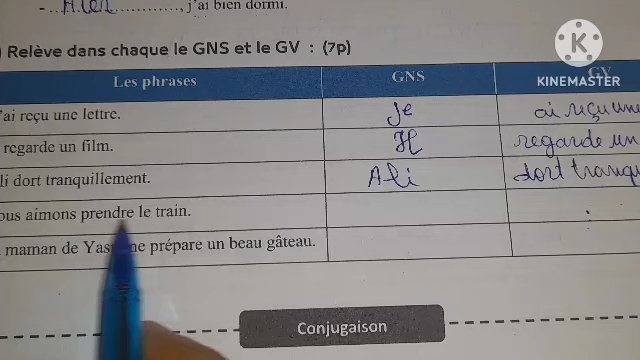 - ...Hier............, j'ai bien dormi.
) Relève dans chaque le GNS et le GV : (7p)
Les phrases GNS GV
KINEMASTER
'ai reçu une lettre. Je ai reçu une
regarde un film. Il regarde un
li dort tranquillement. Ali dort tranqu
ous aimons prendre le train.
maman de Yas ne prépare un beau gâteau.
Conjugaison